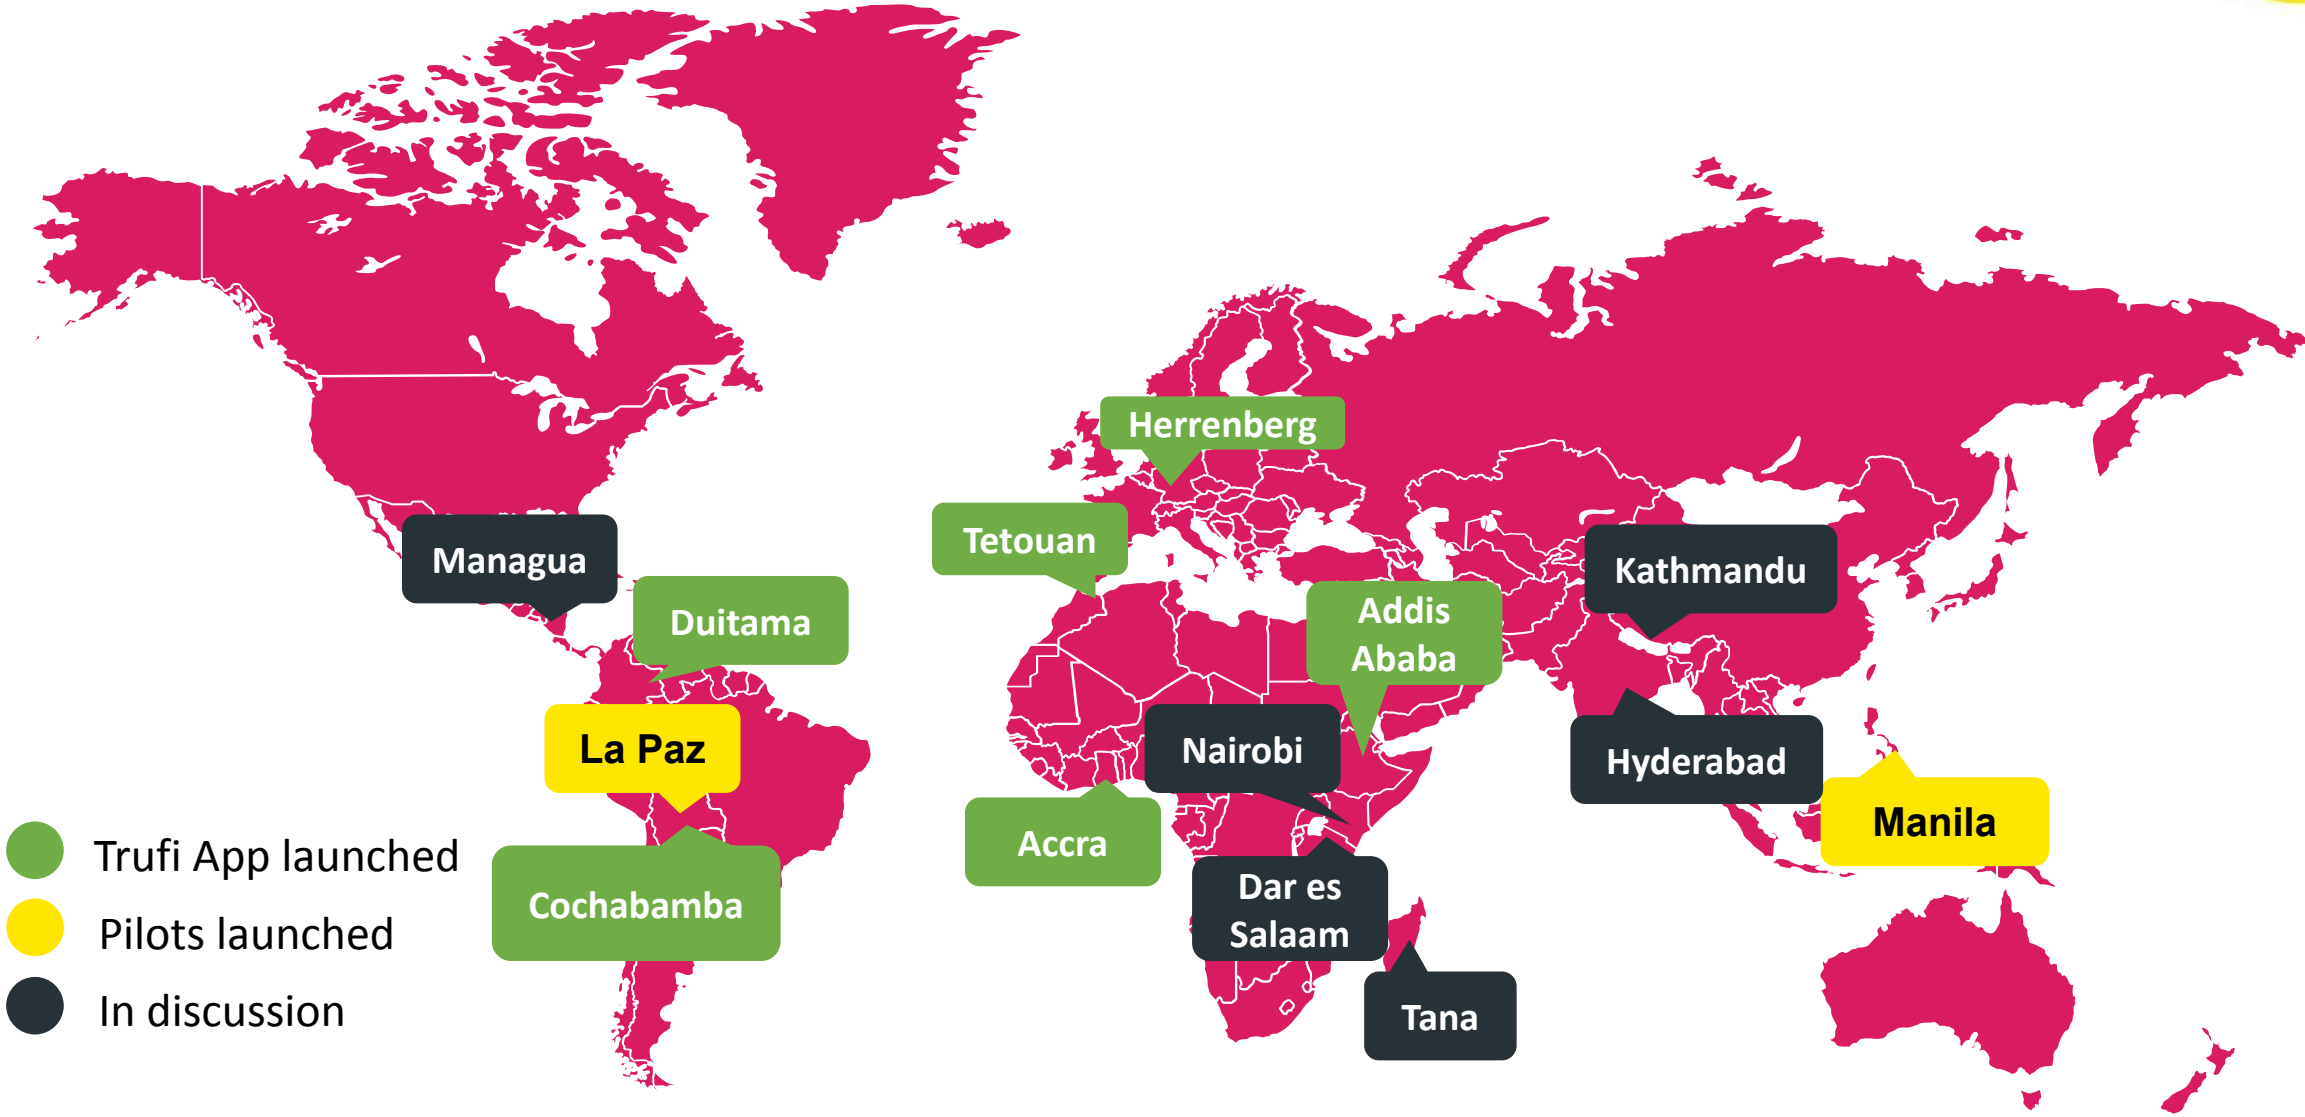 Herrenberg
Tetouan
Managua
Kathmandu
Addis
Ababa
Duitama
La Paz
Nairobi
Hyderabad
Manila
Accra
Cochabamba
Dar es
Salaam
Tana
Trufi App launched
Pilots launched
In discussion